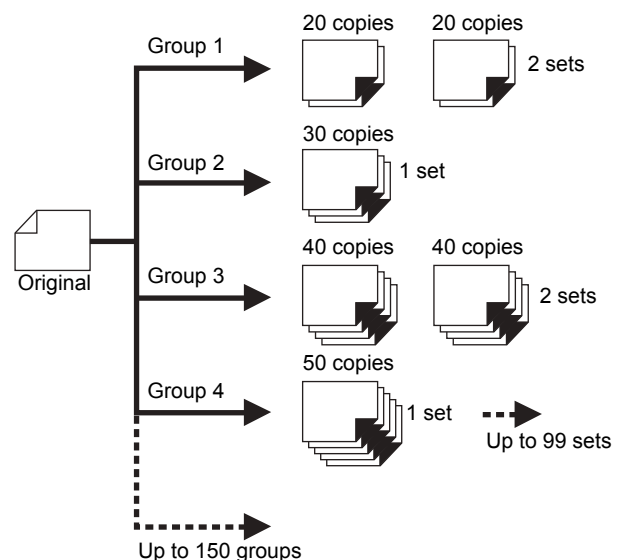 20 copies 20 copies
Group 1
2 sets
30 copies
Group 2
1 set
40 copies 40 copies
Original
Group 3
2 sets
50 copies
Group 4
1 set
Up to 99 sets
Up to 150 groups